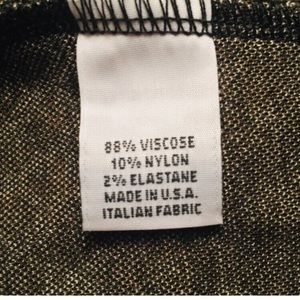 88% VISCOSE
10% NYLON
2% ELASTANE
MADE IN U.S.A.
ITALIAN FABRIC